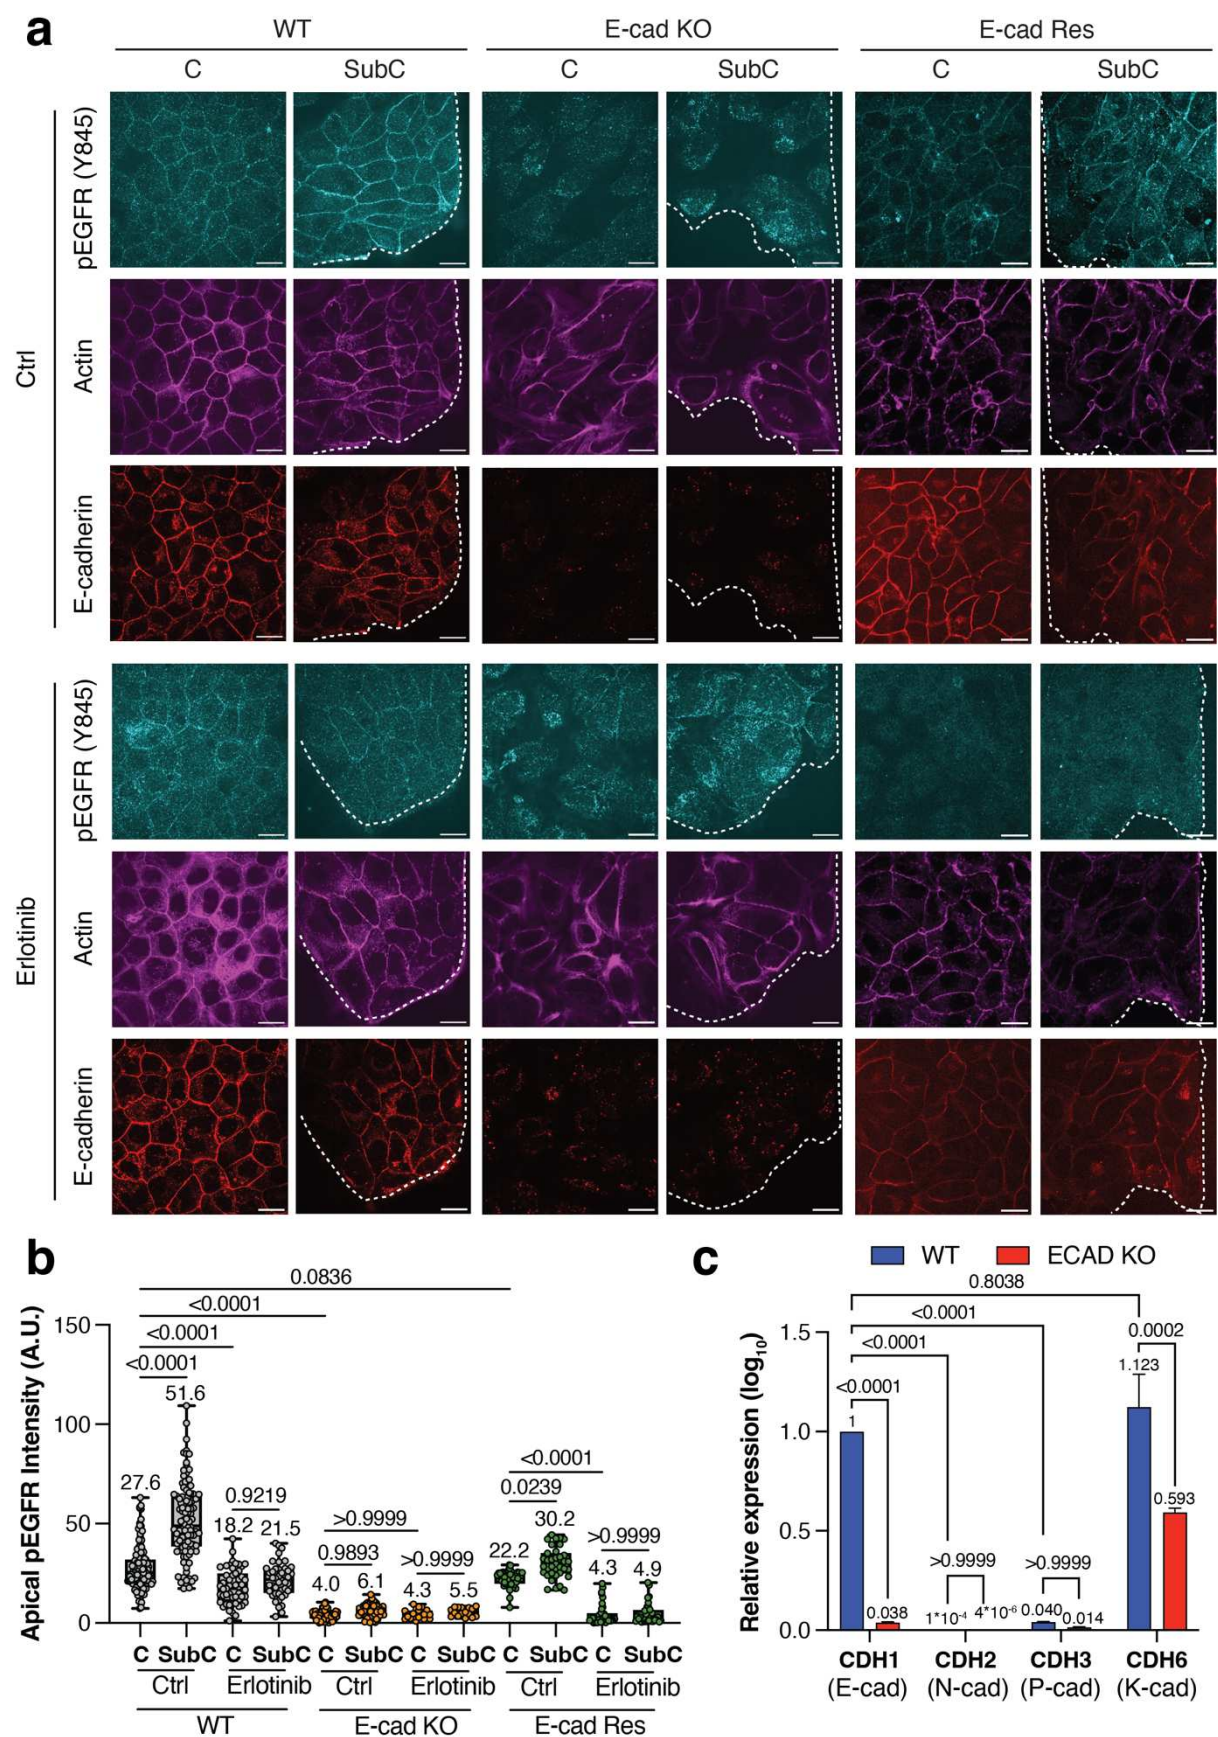 a
WT
E-cad KO
E-cad Res
C
SubC
C
SubC
C
SubC
Ctrl
pEGFR (Y845)
Actin
E-cadherin
Erlotinib
pEGFR (Y845)
Actin
E-cadherin
b
Apical pEGFR Intensity (A.U.)
150
100
50
0
0.0836
<0.0001
<0.0001
<0.0001
51.6
27.6
0.9219
18.2
21.5
>0.9999
0.9893
4.0
6.1
>0.9999
4.3
5.5
<0.0001
0.0239
22.2
30.2
>0.9999
4.3
4.9
C SubC C SubC C SubC C SubC C SubC C SubC
Ctrl Erlotinib Ctrl Erlotinib Ctrl Erlotinib
WT E-cad KO E-cad Res
c
WT ECAD KO
Relative expression (log10)
1.5
1.0
0.5
0.0
0.8038
<0.0001
<0.0001
<0.0001
0.0002
1
0.038
>0.9999
1*10-4 4*10-6
>0.9999
0.040 0.014
1.123
0.593
CDH1 CDH2 CDH3 CDH6
(E-cad) (N-cad) (P-cad) (K-cad)